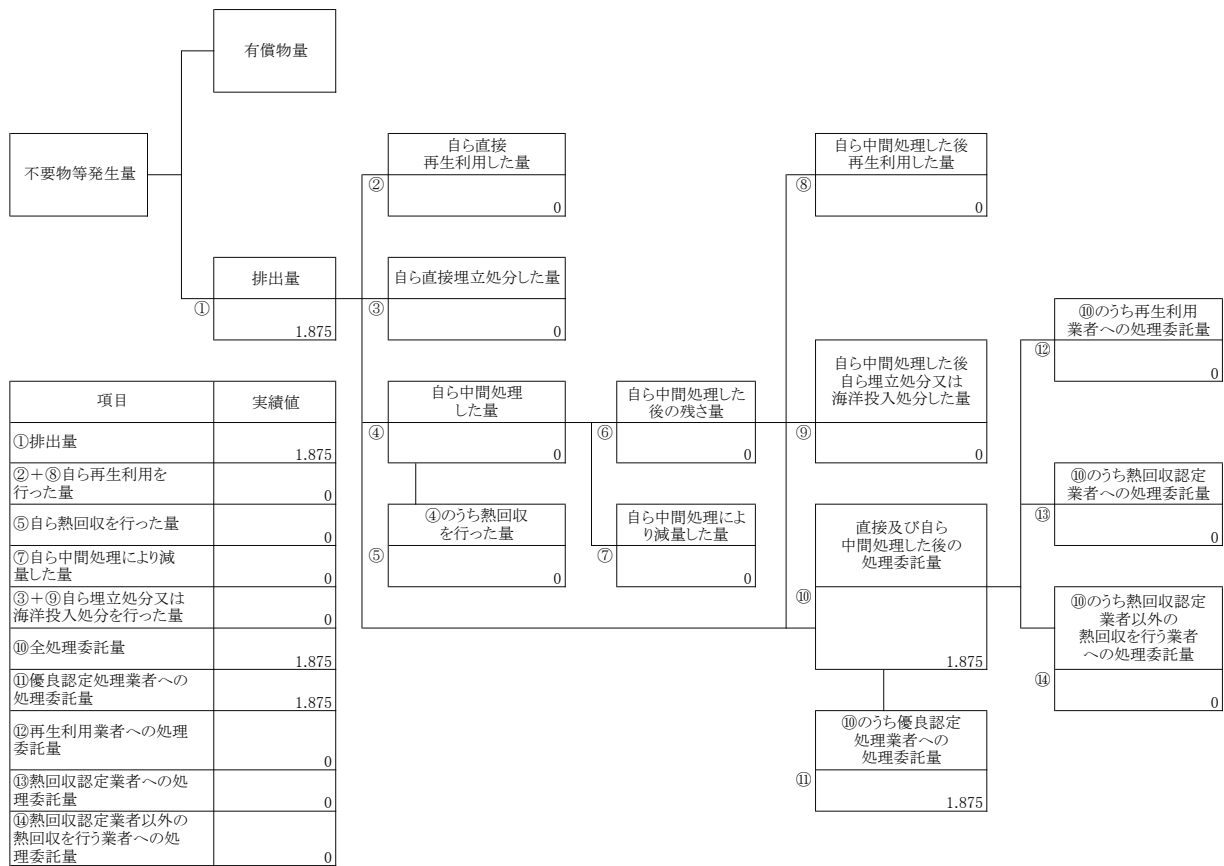 有償物量
不要物等発生量
自ら直接
再生利用した量
②
0
自ら中間処理した後
再生利用した量
⑧
0
排出量
①
1.875
自ら直接埋立処分した量
③
0
⑩のうち再生利用
業者への処理委託量
⑫
0
自ら中間処理
した量
④
0
自ら中間処理した
後の残さ量
⑥
0
自ら中間処理した後
自ら埋立処分又は
海洋投入処分した量
⑨
0
④のうち熱回収
を行った量
⑤
0
自ら中間処理によ
り減量した量
⑦
0
直接及び自ら
中間処理した後の
処理委託量
⑩
1.875
⑩のうち熱回収認定
業者への処理委託量
⑬
0
⑩のうち熱回収認定
業者以外の
熱回収を行う業者
への処理委託量
⑭
0
⑩のうち優良認定
処理業者への
処理委託量
⑪
1.875
項目 実績値
①排出量
1.875
②+⑧自ら再生利用を
行った量 0
⑤自ら熱回収を行った量
0
⑦自ら中間処理により減
量した量 0
③+⑨自ら埋立処分又は
海洋投入処分を行った量 0
⑩全処理委託量
1.875
⑪優良認定処理業者への
処理委託量 1.875
⑫再生利用業者への処理
委託量 0
⑬熱回収認定業者への処
理委託量 0
⑭熱回収認定業者以外の
熱回収を行う業者への処
理委託量 0